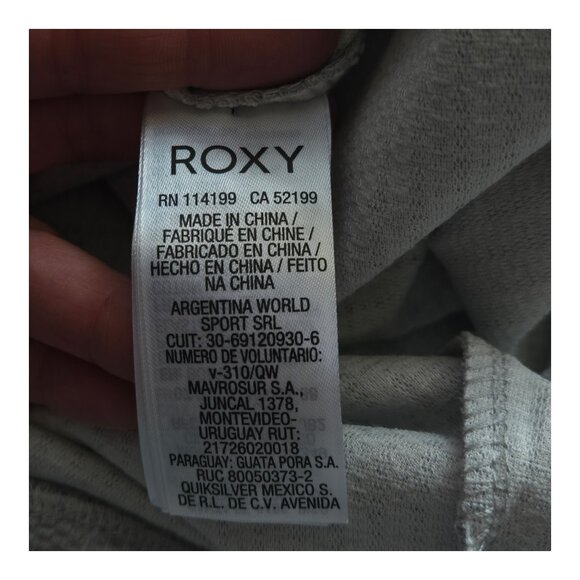 ROXY
RN 114199 CA 52199
MADE IN CHINA /
FABRIQUÉ EN CHINE /
FABRICADO EN CHINA /
HECHO EN CHINA / FEITO
NA CHINA
ARGENTINA WORLD
SPORT SRL
CUIT: 30-69120930-6
NUMERO DE VOLUNTARIO:
v-310/QW
MAVROSUR S.A.,
JUNCAL 1378,
MONTEVIDEO-
URUGUAY RUT:
21726020018
PARAGUAY: GUATA PORA S.A.
RUC 80050373-2
QUIKSILVER MEXICO S.
DE R.L. DE C.V. AVENIDA